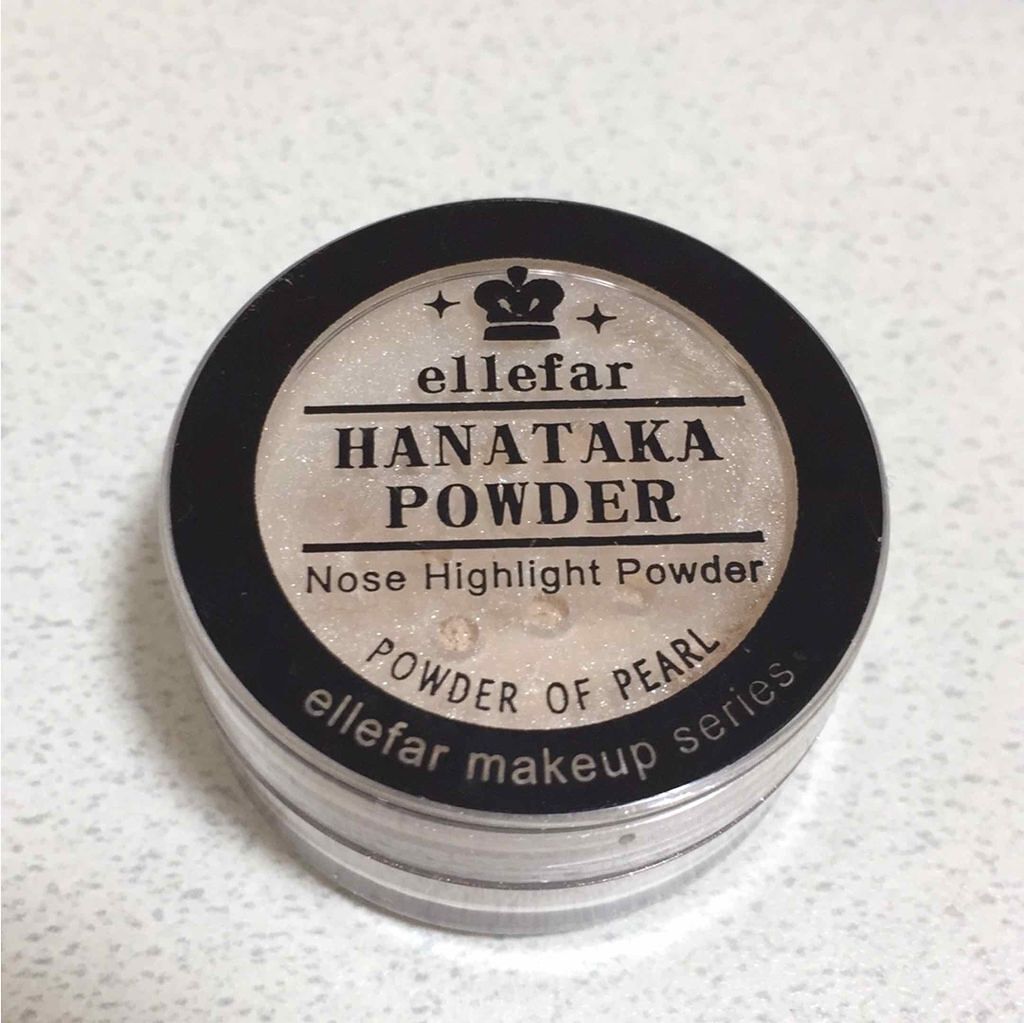 ellefar
HANATAKA
POWDER
Nose Highlight Powder
POWDER OF PEARL
ellefar makeup series